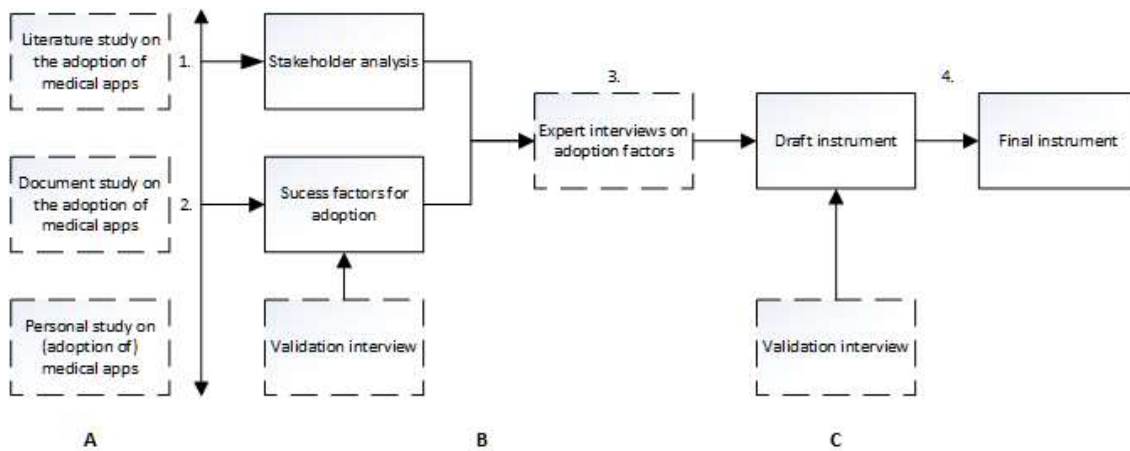 Literature study on
the adoption of
medical apps
1.
Stakeholder analysis
3.
4.
Expert interviews on
adoption factors
Draft instrument
Final instrument
Document study on
the adoption of
medical apps
2.
Sucess factors for
adoption
Personal study on
(adoption of)
medical apps
Validation interview
Validation interview
A
B
C